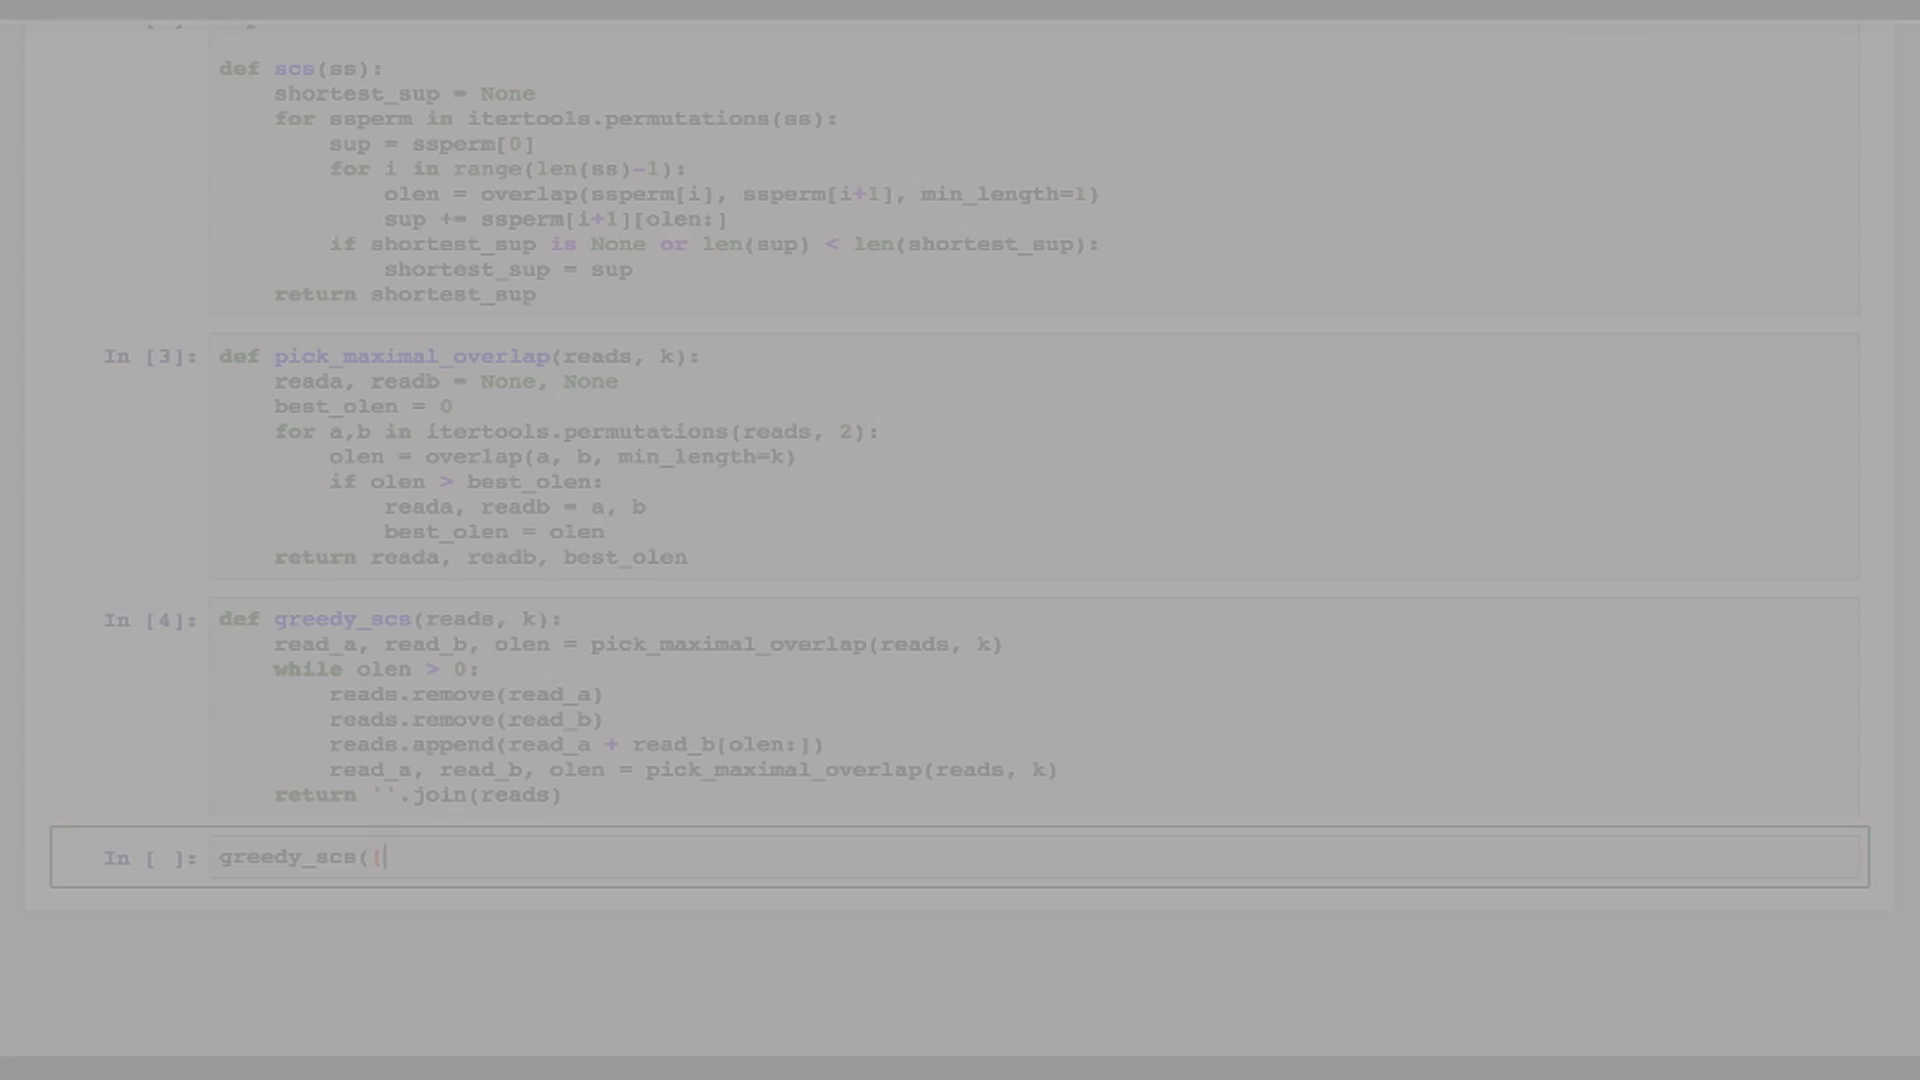 def scs(ss):
    shortest_sup = None
    for ssperm in itertools.permutations(ss):
        sup = ssperm[0]
        for i in range(len(ss)-1):
            olen = overlap(ssperm[i], ssperm[i+1], min_length=1)
            sup += ssperm[i+1][olen:]
        if shortest_sup is None or len(sup) < len(shortest_sup):
            shortest_sup = sup
    return shortest_sup
In [3]: def pick_maximal_overlap(reads, k):
    reada, readb = None, None
    best_olen = 0
    for a,b in itertools.permutations(reads, 2):
        olen = overlap(a, b, min_length=k)
        if olen > best_olen:
            reada, readb = a, b
            best_olen = olen
    return reada, readb, best_olen
In [4]: def greedy_scs(reads, k):
    read_a, read_b, olen = pick_maximal_overlap(reads, k)
    while olen > 0:
        reads.remove(read_a)
        reads.remove(read_b)
        reads.append(read_a + read_b[olen:])
        read_a, read_b, olen = pick_maximal_overlap(reads, k)
    return ''.join(reads)
In [ ]: greedy_scs([